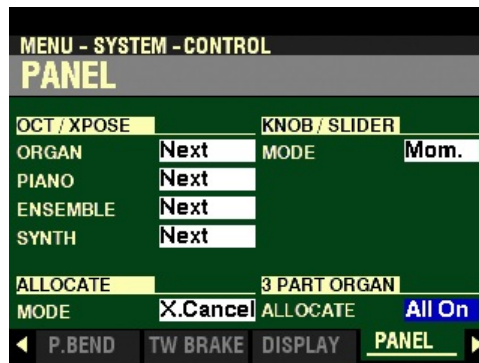 MENU - SYSTEM - CONTROL
PANEL
OCT / XPOSE
ORGAN Next
PIANO Next
ENSEMBLE Next
SYNTH Next
KNOB / SLIDER
MODE Mom.
ALLOCATE
MODE X.Cancel
3 PART ORGAN
ALLOCATE All On
P.BEND TW BRAKE DISPLAY PANEL